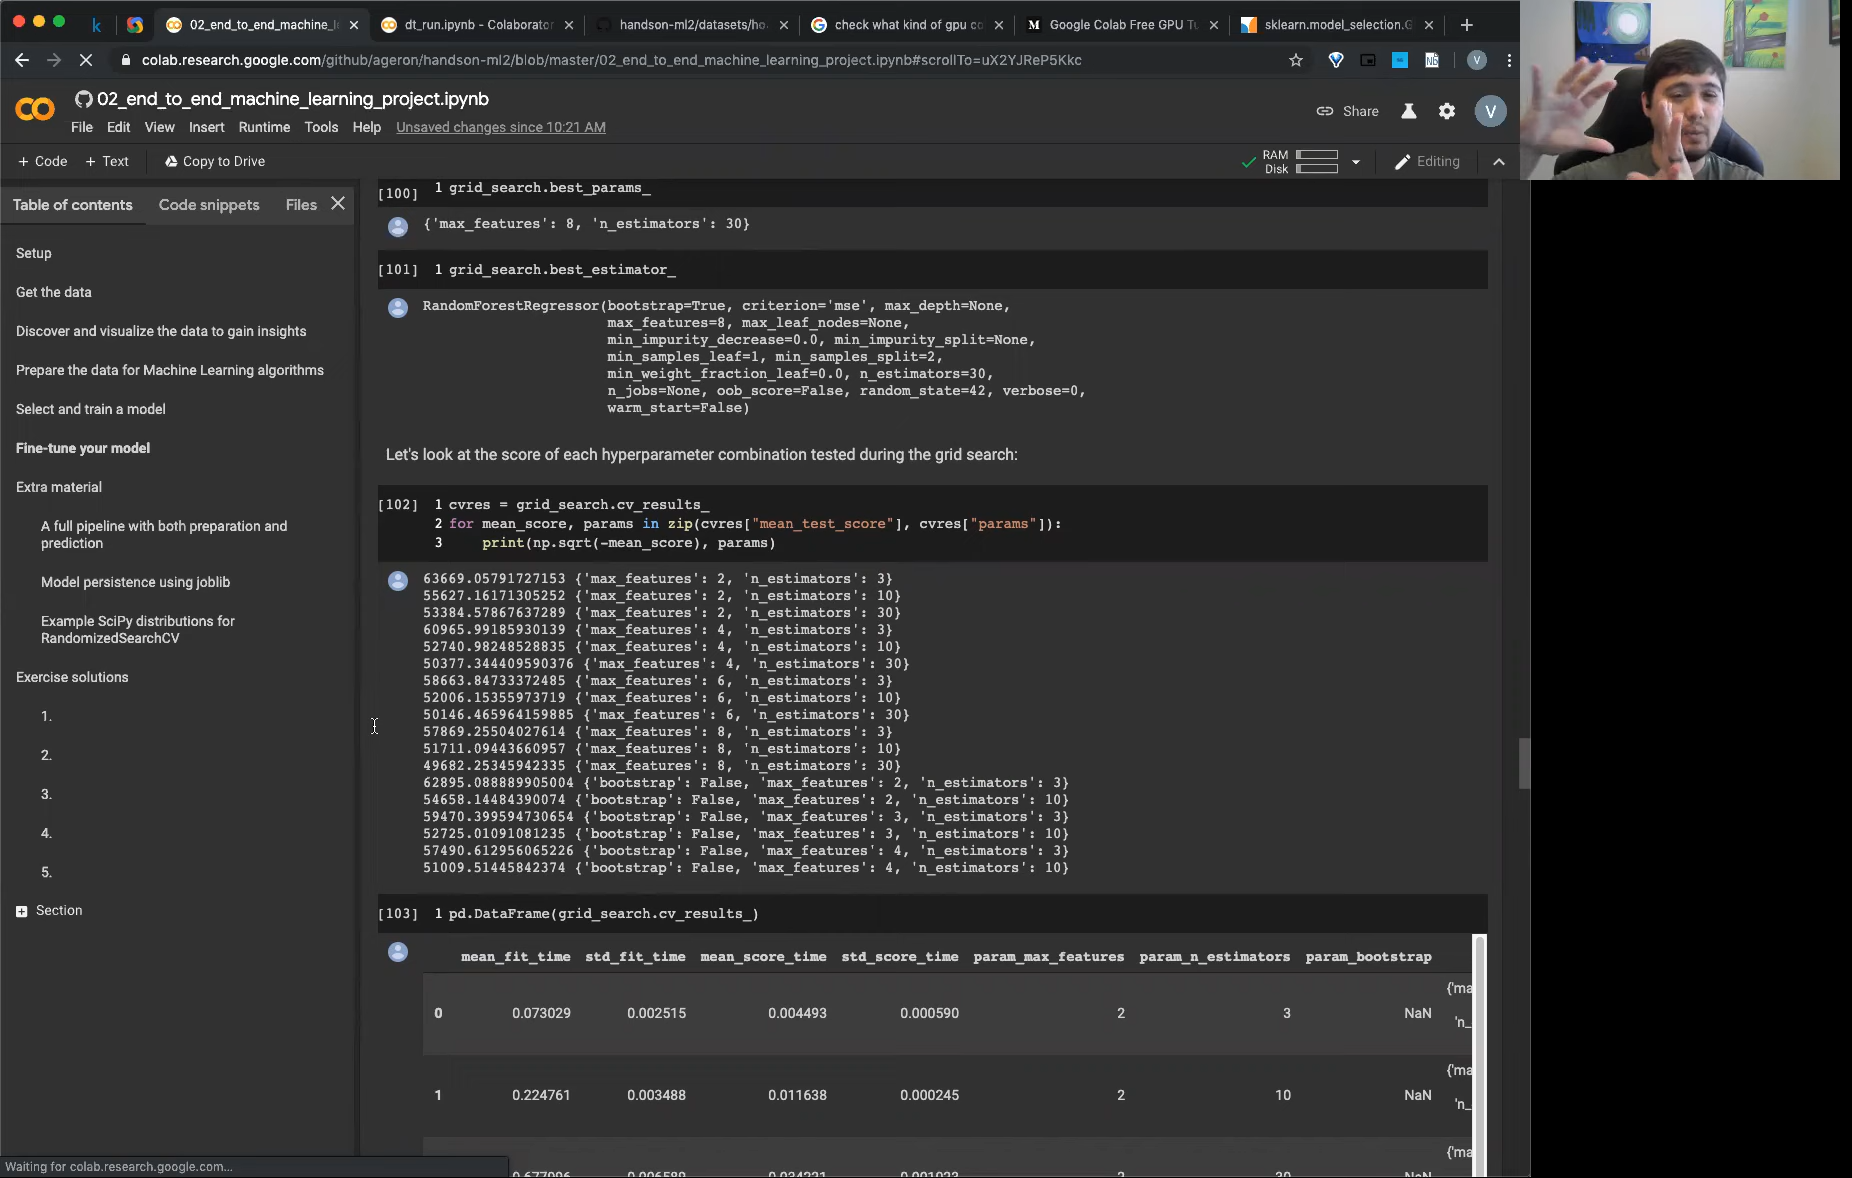 02_end_to_end_machine_l
dt_run.ipynb - Colaborator
handson-ml2/datasets/ho
check what kind of gpu co
Google Colab Free GPU Tu
sklearn.model_selection.G
colab.research.google.com/github/ageron/handson-ml2/blob/master/02_end_to_end_machine_learning_project.ipynb#scrollTo=uX2YJReP5Kkc
02_end_to_end_machine_learning_project.ipynb
Share
V
File Edit View Insert Runtime Tools Help Unsaved changes since 10:21 AM
+ Code + Text Copy to Drive
RAM
Disk
Editing
Table of contents Code snippets Files
Setup
Get the data
Discover and visualize the data to gain insights
Prepare the data for Machine Learning algorithms
Select and train a model
Fine-tune your model
Extra material
A full pipeline with both preparation and
prediction
Model persistence using joblib
Example SciPy distributions for
RandomizedSearchCV
Exercise solutions
1.
2.
3.
4.
5.
Section
[100] 1 grid_search.best_params_
{'max_features': 8, 'n_estimators': 30}
[101] 1 grid_search.best_estimator_
RandomForestRegressor(bootstrap=True, criterion='mse', max_depth=None,
max_features=8, max_leaf_nodes=None,
min_impurity_decrease=0.0, min_impurity_split=None,
min_samples_leaf=1, min_samples_split=2,
min_weight_fraction_leaf=0.0, n_estimators=30,
n_jobs=None, oob_score=False, random_state=42, verbose=0,
warm_start=False)
Let's look at the score of each hyperparameter combination tested during the grid search:
[102] 1 cvres = grid_search.cv_results_
2 for mean_score, params in zip(cvres["mean_test_score"], cvres["params"]):
3 print(np.sqrt(-mean_score), params)
63669.05791727153 {'max_features': 2, 'n_estimators': 3}
55627.16171305252 {'max_features': 2, 'n_estimators': 10}
53384.57867637289 {'max_features': 2, 'n_estimators': 30}
60965.99185930139 {'max_features': 4, 'n_estimators': 3}
52740.98248528835 {'max_features': 4, 'n_estimators': 10}
50377.344409590376 {'max_features': 4, 'n_estimators': 30}
58663.84733372485 {'max_features': 6, 'n_estimators': 3}
52006.15355973719 {'max_features': 6, 'n_estimators': 10}
50146.465964159885 {'max_features': 6, 'n_estimators': 30}
57869.25504027614 {'max_features': 8, 'n_estimators': 3}
51711.09443660957 {'max_features': 8, 'n_estimators': 10}
49682.25345942335 {'max_features': 8, 'n_estimators': 30}
62895.088889905004 {'bootstrap': False, 'max_features': 2, 'n_estimators': 3}
54658.14484390074 {'bootstrap': False, 'max_features': 2, 'n_estimators': 10}
59470.399594730654 {'bootstrap': False, 'max_features': 3, 'n_estimators': 3}
52725.01091081235 {'bootstrap': False, 'max_features': 3, 'n_estimators': 10}
57490.612956065226 {'bootstrap': False, 'max_features': 4, 'n_estimators': 3}
51009.51445842374 {'bootstrap': False, 'max_features': 4, 'n_estimators': 10}
[103] 1 pd.DataFrame(grid_search.cv_results_)
mean_fit_time std_fit_time mean_score_time std_score_time param_max_features param_n_estimators param_bootstrap
{'ma
0 0.073029 0.002515 0.004493 0.000590 2 3 NaN
'n_
{'ma
1 0.224761 0.003488 0.011638 0.000245 2 10 NaN
'n_
{'ma
Waiting for colab.research.google.com...